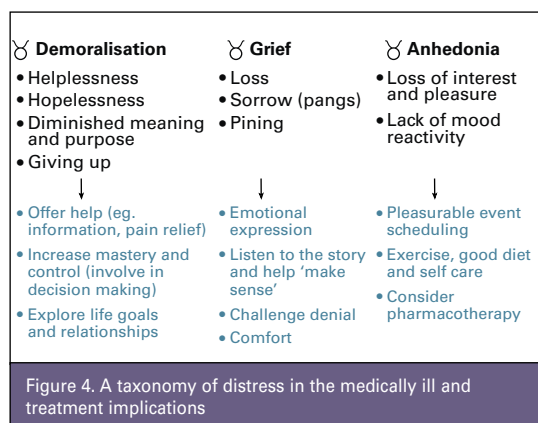 Demoralisation
• Helplessness
• Hopelessness
• Diminished meaning
and purpose
• Giving up
• Offer help (eg.
information, pain relief)
• Increase mastery and
control (involve in
decision making)
• Explore life goals
and relationships
Grief
• Loss
• Sorrow (pangs)
• Pining
• Emotional
expression
• Listen to the story
and help ‘make
sense’
• Challenge denial
• Comfort
Anhedonia
• Loss of interest
and pleasure
• Lack of mood
reactivity
• Pleasurable event
scheduling
• Exercise, good diet
and self care
• Consider
pharmacotherapy
Figure 4. A taxonomy of distress in the medically ill and
treatment implications